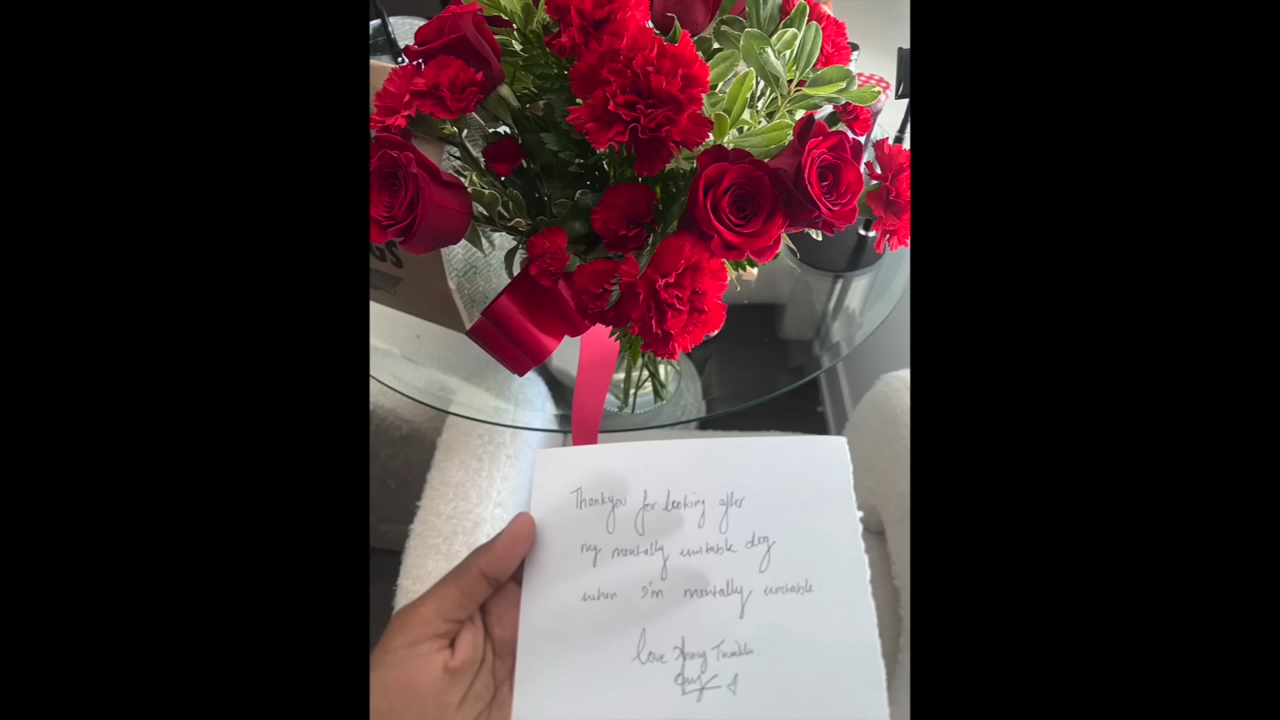 Thankyou for looking after
my mentally unstable dog
when I'm mentally unstable.
love